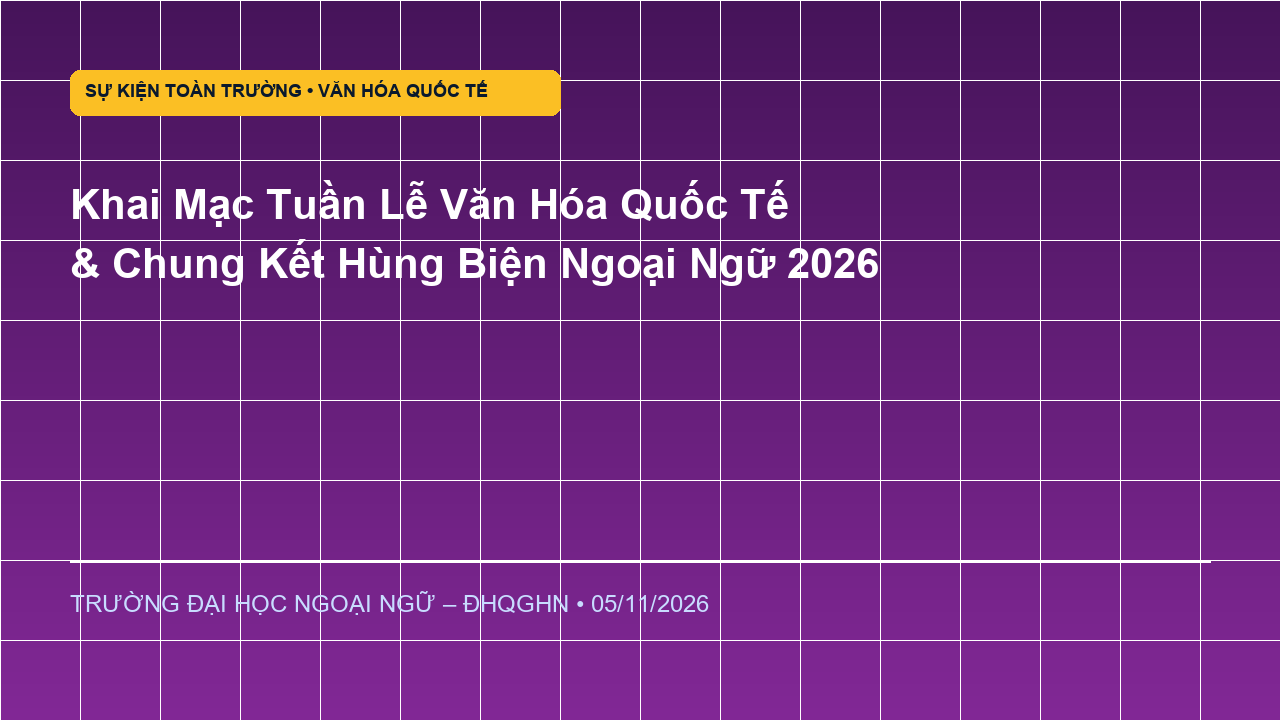 SỰ KIỆN TOÀN TRƯỜNG • VĂN HÓA QUỐC TẾ
Khai Mạc Tuần Lễ Văn Hóa Quốc Tế
& Chung Kết Hùng Biện Ngoại Ngữ 2026
TRƯỜNG ĐẠI HỌC NGOẠI NGỮ – ĐHQGHN • 05/11/2026